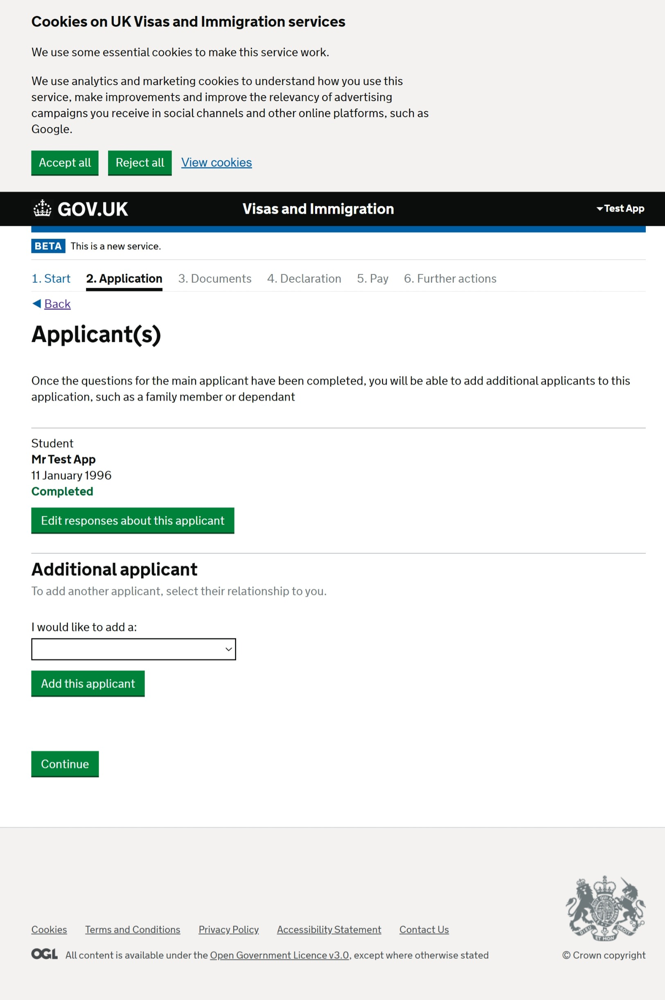 Cookies on UK Visas and Immigration services
We use some essential cookies to make this service work.
We use analytics and marketing cookies to understand how you use this
service, make improvements and improve the relevancy of advertising
campaigns you receive in social channels and other online platforms, such as
Google.
Accept all Reject all View cookies
GOV.UK Visas and Immigration Test App
BETA This is a new service.
1. Start 2. Application 3. Documents 4. Declaration 5. Pay 6. Further actions
Back
Applicant(s)
Once the questions for the main applicant have been completed, you will be able to add additional applicants to this
application, such as a family member or dependant
Student
Mr Test App
11 January 1996
Completed
Edit responses about this applicant
Additional applicant
To add another applicant, select their relationship to you.
I would like to add a:
Add this applicant
Continue
DIEU ET MON DROIT
Cookies Terms and Conditions Privacy Policy Accessibility Statement Contact Us
OGL All content is available under the Open Government Licence v3.0, except where otherwise stated © Crown copyright